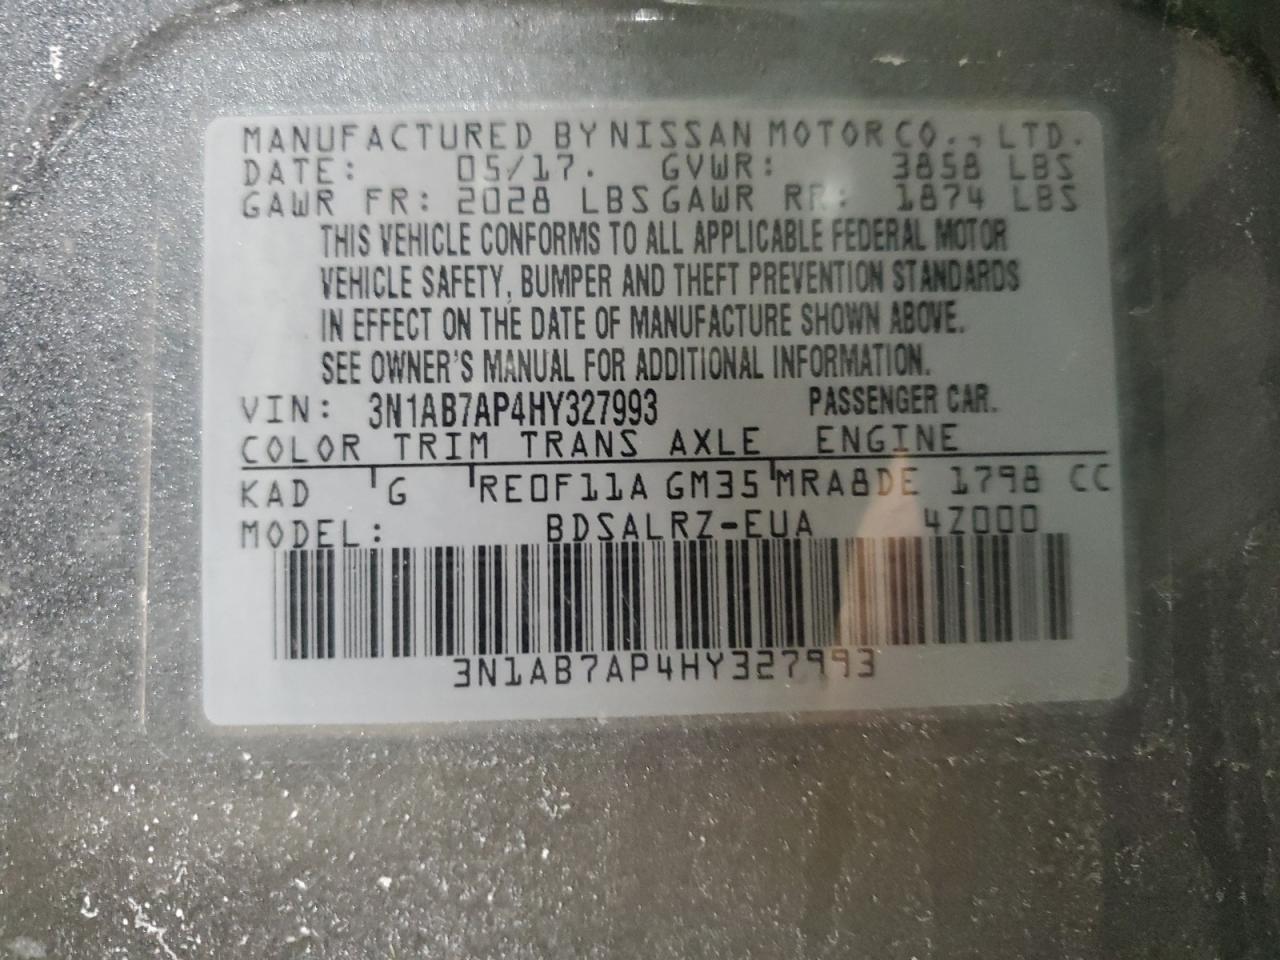 MANUFACTURED BY NISSAN MOTOR CO., LTD.
DATE: 05/17. GVWR: 3858 LBS
GAWR FR: 2028 LBS GAWR RR: 1874 LBS
THIS VEHICLE CONFORMS TO ALL APPLICABLE FEDERAL MOTOR
VEHICLE SAFETY, BUMPER AND THEFT PREVENTION STANDARDS
IN EFFECT ON THE DATE OF MANUFACTURE SHOWN ABOVE.
SEE OWNER'S MANUAL FOR ADDITIONAL INFORMATION.
VIN: 3N1AB7AP4HY327993 PASSENGER CAR.
COLOR TRIM TRANS AXLE ENGINE
KAD G RE0F11A GM35 MRA8DE 1798 CC
MODEL: BDSALRZ-EUA 4Z000
3N1AB7AP4HY327993